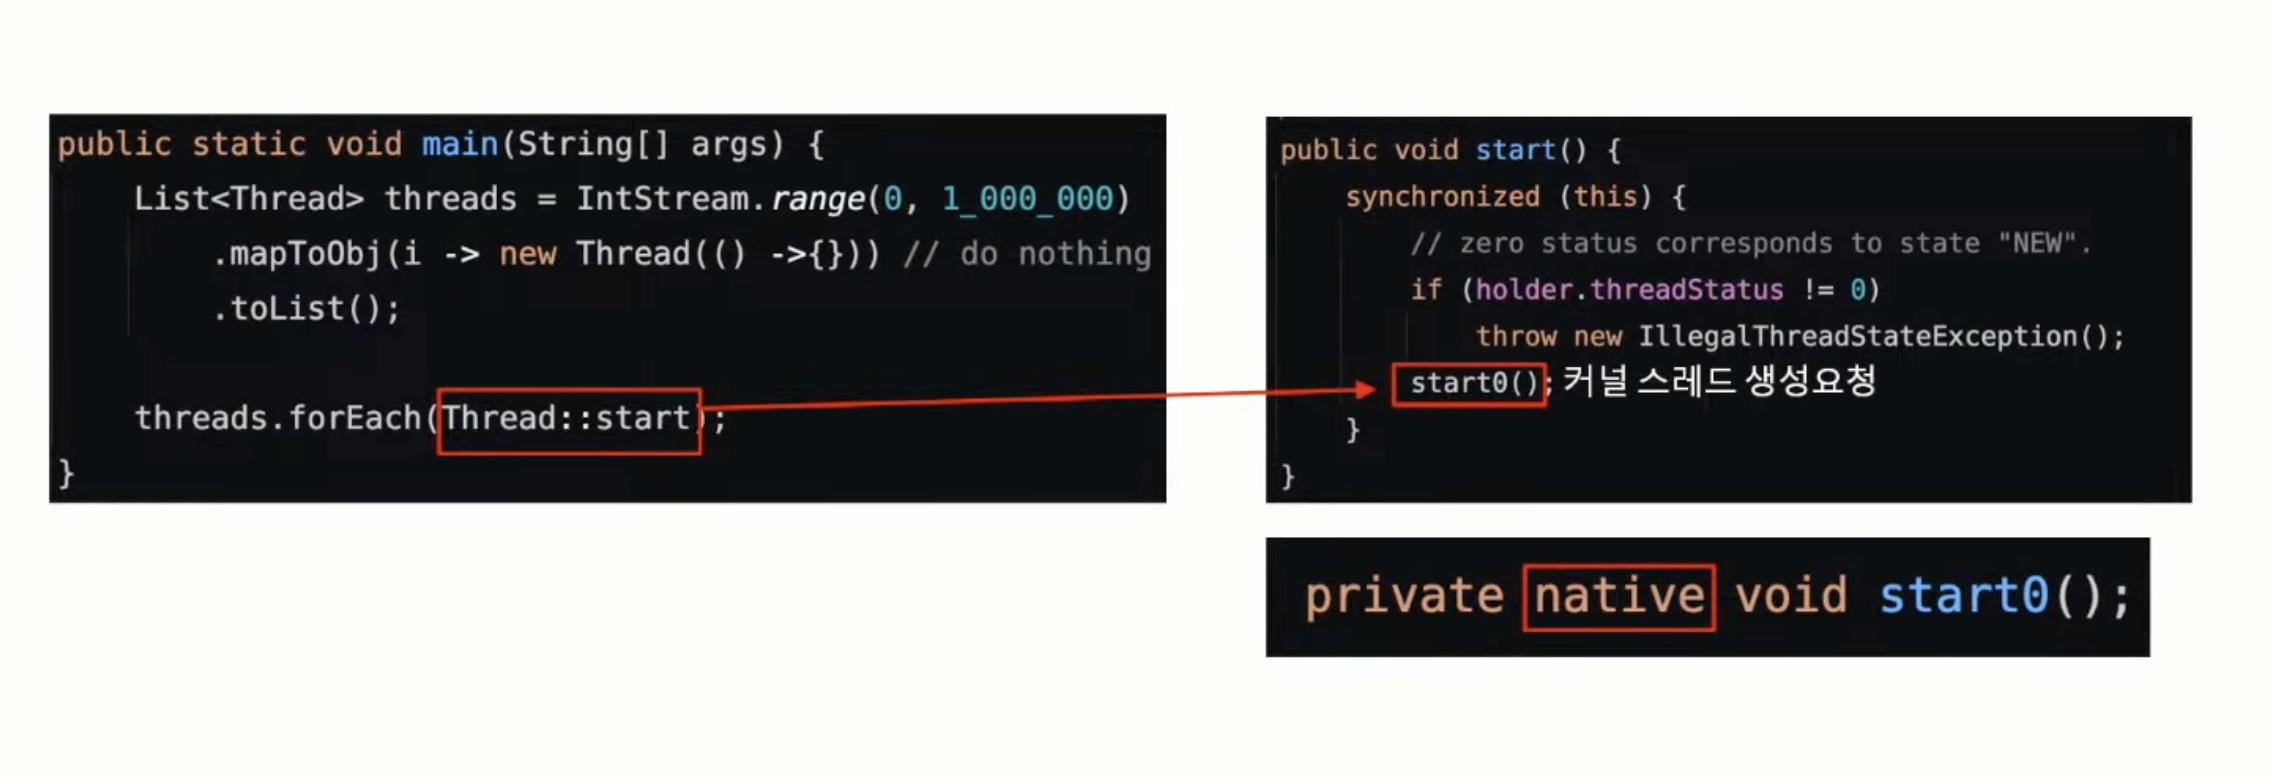 public static void main(String[] args) {
List<Thread> threads = IntStream.range(0, 1_000_000)
.mapToObj(i -> new Thread(() ->{})) // do nothing
.toList();
threads.forEach(Thread::start);
}
public void start() {
synchronized (this) {
// zero status corresponds to state "NEW".
if (holder.threadStatus != 0)
throw new IllegalThreadStateException();
start0(); 커널 스레드 생성요청
}
}
private native void start0();